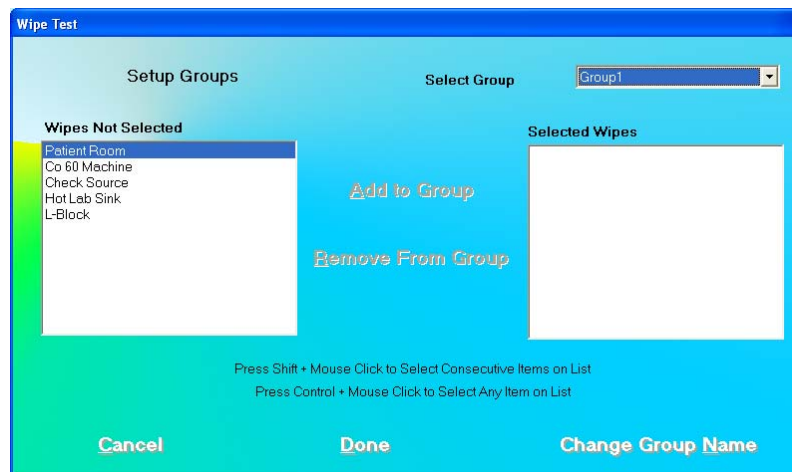 Wipe Test
Setup Groups
Select Group
Group1
Wipes Not Selected
Selected Wipes
Patient Room
Co 60 Machine
Check Source
Hot Lab Sink
L-Block
Add to Group
Remove From Group
Press Shift + Mouse Click to Select Consecutive Items on List
Press Control + Mouse Click to Select Any Item on List
Cancel
Done
Change Group Name